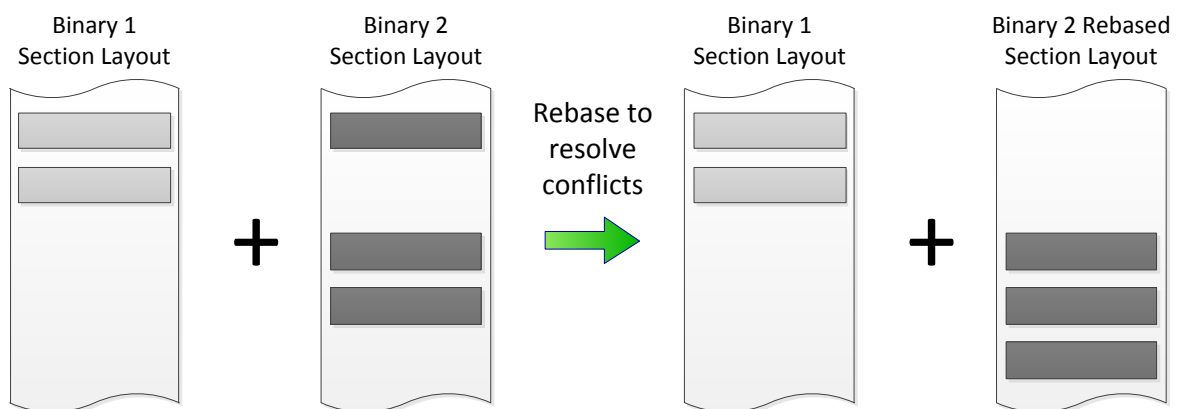 Binary 1
Section Layout
Binary 2
Section Layout
Rebase to
resolve
conflicts
Binary 1
Section Layout
Binary 2 Rebased
Section Layout